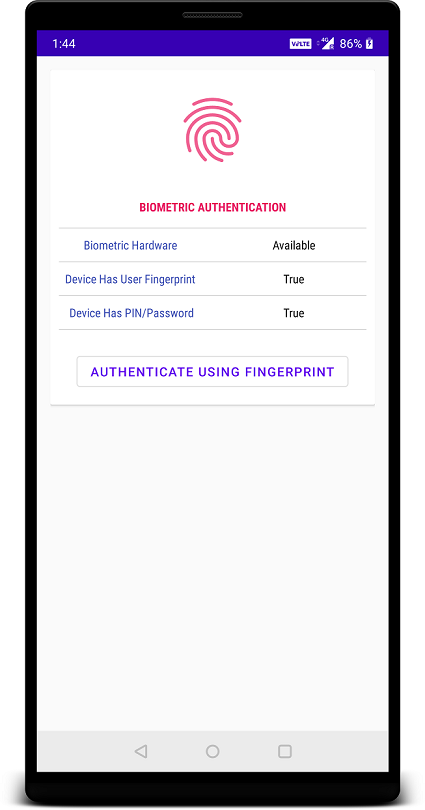 1:44
VoLTE 4G 86%
BIOMETRIC AUTHENTICATION
Biometric Hardware Available
Device Has User Fingerprint True
Device Has PIN/Password True
AUTHENTICATE USING FINGERPRINT